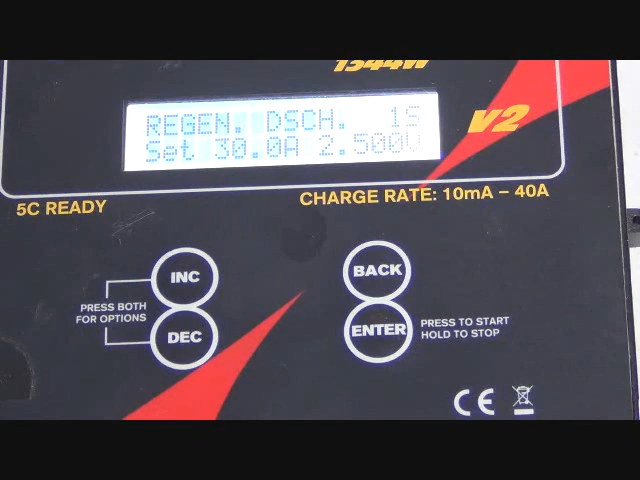 1344W
REGEN. DSCH. 1S
Set 30.0A 2.500V
V2
5C READY
CHARGE RATE: 10mA - 40A
INC
DEC
PRESS BOTH
FOR OPTIONS
BACK
ENTER
PRESS TO START
HOLD TO STOP
CE